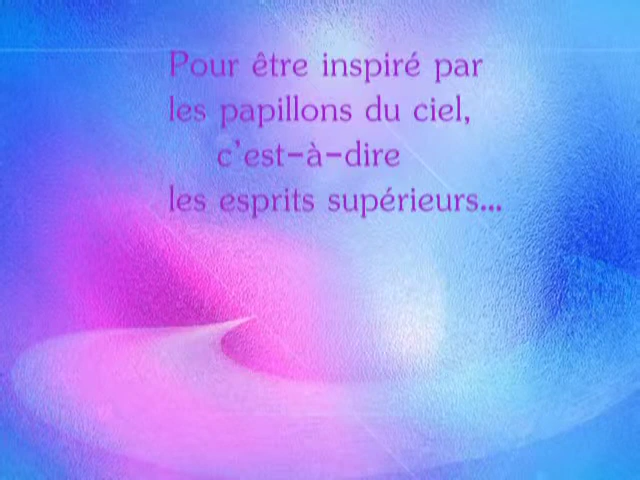 Pour être inspiré par
les papillons du ciel,
c'est-à-dire
les esprits supérieurs...